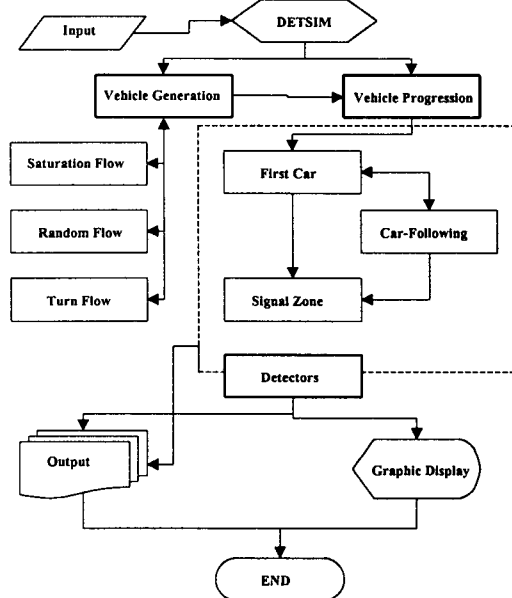 Input
DETSIM
Vehicle Generation
Vehicle Progression
Saturation Flow
First Car
Random Flow
Car-Following
Turn Flow
Signal Zone
Detectors
Output
Graphic Display
END